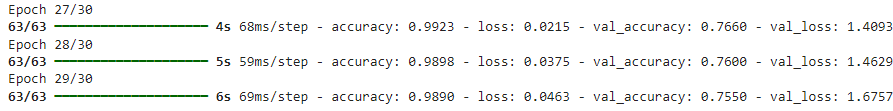 Epoch 27/30
63/63 ━━━━━━━━━━━━━━━━━━━━ 4s 68ms/step - accuracy: 0.9923 - loss: 0.0215 - val_accuracy: 0.7660 - val_loss: 1.4093
Epoch 28/30
63/63 ━━━━━━━━━━━━━━━━━━━━ 5s 59ms/step - accuracy: 0.9898 - loss: 0.0375 - val_accuracy: 0.7600 - val_loss: 1.4629
Epoch 29/30
63/63 ━━━━━━━━━━━━━━━━━━━━ 6s 69ms/step - accuracy: 0.9890 - loss: 0.0463 - val_accuracy: 0.7550 - val_loss: 1.6757